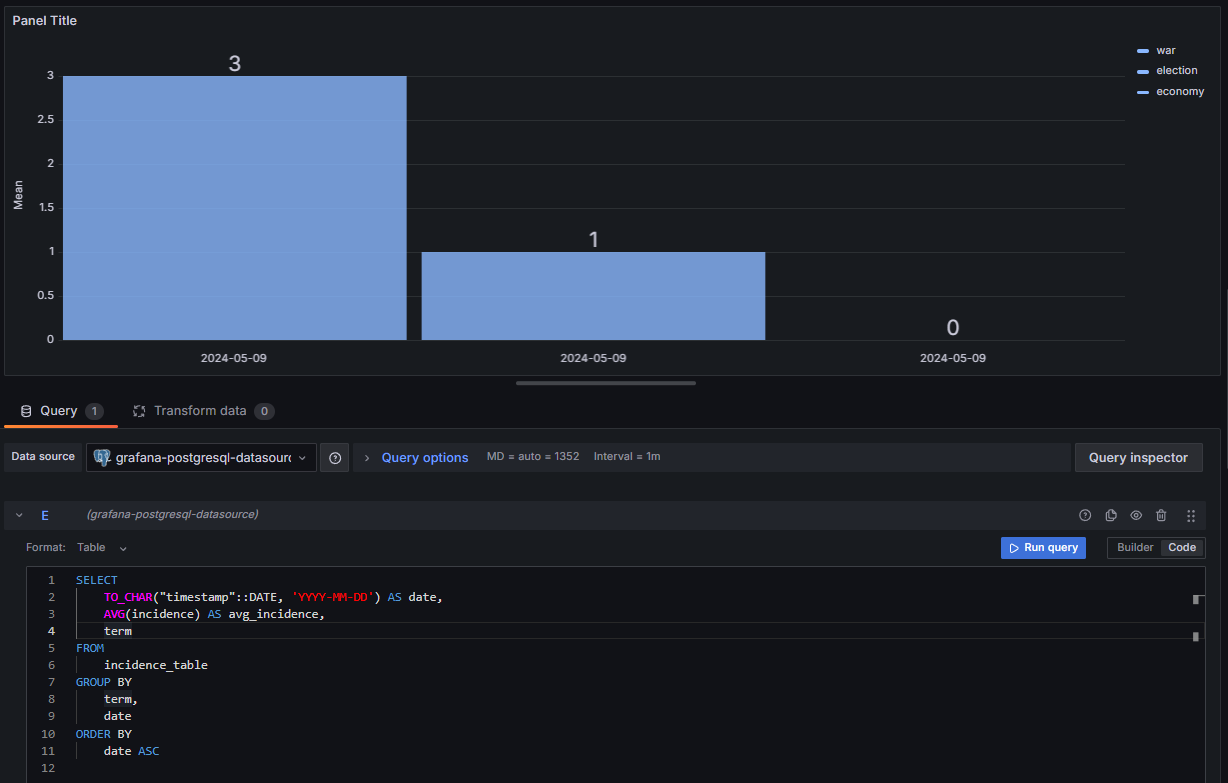 Panel Title
3
1
0
war
election
economy
Mean
3
2.5
2
1.5
1
0.5
0
2024-05-09
2024-05-09
2024-05-09
Query 1 Transform data 0
Data source grafana-postgresql-datasourc Query options MD = auto = 1352 Interval = 1m Query inspector
E (grafana-postgresql-datasource)
Format: Table Run query Builder Code
1 SELECT
2 TO_CHAR("timestamp"::DATE, 'YYYY-MM-DD') AS date,
3 AVG(incidence) AS avg_incidence,
4 term
5 FROM
6 incidence_table
7 GROUP BY
8 term,
9 date
10 ORDER BY
11 date ASC
12